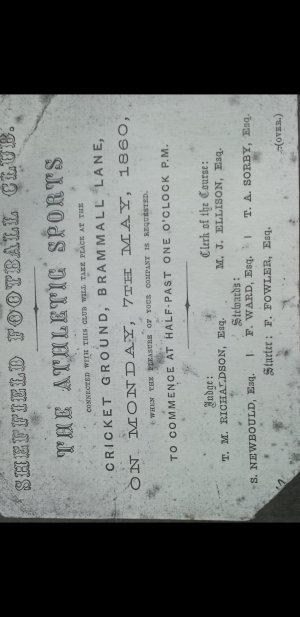 SHEFFIELD FOOTBALL CLUB.
THE ATHLETIC SPORTS
CONNECTED WITH THIS CLUB WILL TAKE PLACE AT THE
CRICKET GROUND, BRAMMALL LANE,
ON MONDAY, 7TH MAY, 1860,
WHEN THE PLEASURE OF YOUR COMPANY IS REQUESTED.
TO COMMENCE AT HALF-PAST ONE O'CLOCK P.M.
Judge: Clerk of the Course:
T. M. RICHALDSON, Esq. M. J. ELLISON, Esq.
Stewards:
S. NEWBOULD, Esq. | F. WARD, Esq. | T. A. SORBY, Esq.
Starter: F. FOWLER, Esq.
(OVER.)